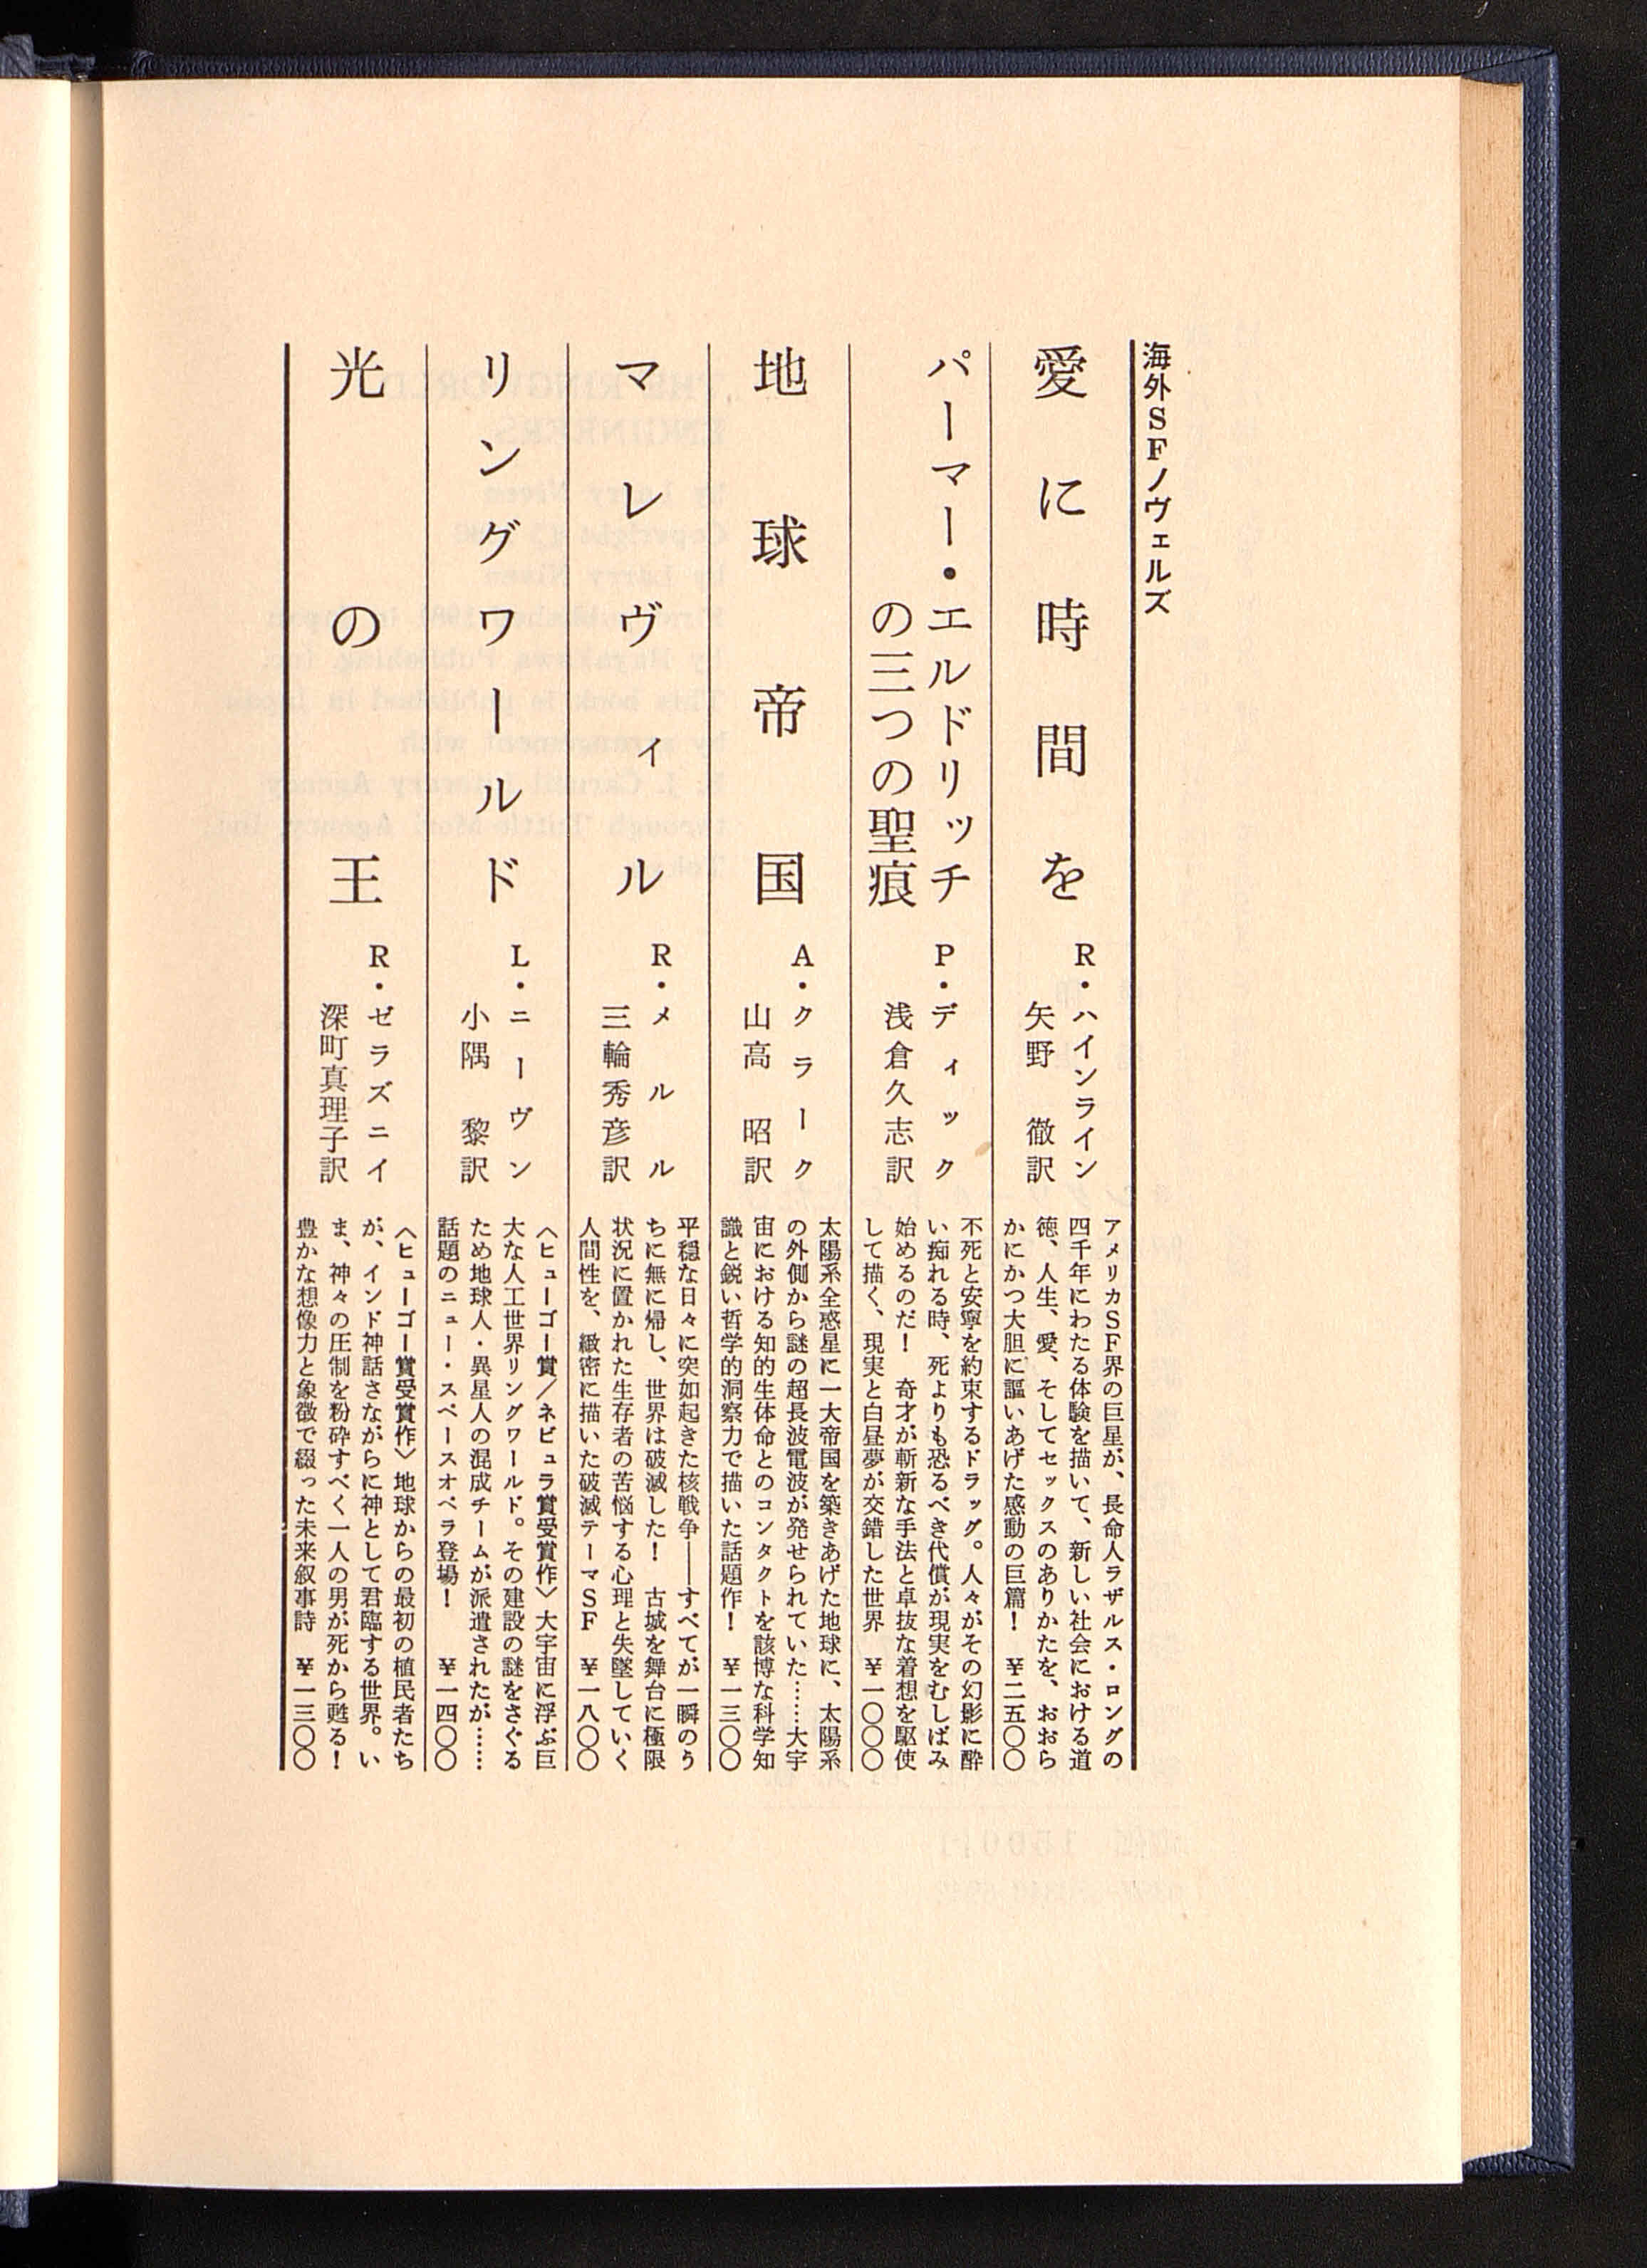 海外SFノヴェルズ
愛に時間を
R・ハインライン
矢野 徹訳
アメリカSF界の巨星が、長命人ラザルス・ロングの
四千年にわたる体験を描いて、新しい社会における道
徳、人生、愛、そしてセックスのありかたを、おおら
かにかつ大胆に謳いあげた感動の巨篇! ¥二五〇〇
パーマー・エルドリッチ
の三つの聖痕
P・ディック
浅倉久志訳
不死と安寧を約束するドラッグ。人々がその幻影に酔
い痴れる時、死よりも恐るべき代償が現実をむしばみ
始めるのだ! 奇才が斬新な手法と卓抜な着想を駆使
して描く、現実と白昼夢が交錯した世界 ¥一〇〇〇
地球帝国
A・クラーク
山高 昭訳
太陽系全惑星に一大帝国を築きあげた地球に、太陽系
の外側から謎の超長波電波が発せられていた……大宇
宙における知的生体命とのコンタクトを該博な科学知
識と鋭い哲学的洞察力で描いた話題作! ¥一三〇〇
マレヴィル
R・メルル
三輪秀彦訳
平穏な日々に突如起きた核戦争――すべてが一瞬のう
ちに無に帰し、世界は破滅した! 古城を舞台に極限
状況に置かれた生存者の苦悩する心理と失墜していく
人間性を、緻密に描いた破滅テーマSF ¥一八〇〇
リングワールド
L・ニーヴン
小隅 黎訳
〈ヒューゴー賞/ネビュラ賞受賞作〉大宇宙に浮ぶ巨
大な人工世界リングワールド。その建設の謎をさぐる
ため地球人・異星人の混成チームが派遣されたが……
話題のニュー・スペースオペラ登場! ¥一四〇〇
光の王
R・ゼラズニイ
深町真理子訳
〈ヒューゴー賞受賞作〉地球からの最初の植民者たち
が、インド神話さながらに神として君臨する世界。い
ま、神々の圧制を粉砕すべく一人の男が死から甦る!
豊かな想像力と象徴で綴った未来叙事詩 ¥一三〇〇